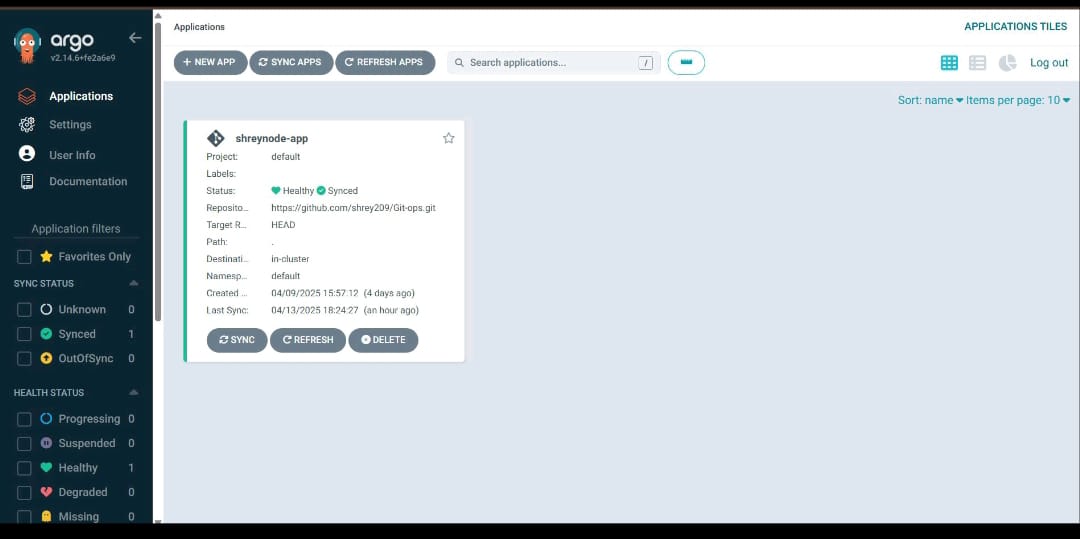 argo
v2.14.6+fe2a6e9
Applications
Settings
User Info
Documentation
Application filters
Favorites Only
SYNC STATUS
Unknown 0
Synced 1
OutOfSync 0
HEALTH STATUS
Progressing 0
Suspended 0
Healthy 1
Degraded 0
Missing 0
Applications
APPLICATIONS TILES
+ NEW APP
SYNC APPS
REFRESH APPS
Search applications...
/
Log out
Sort: name
Items per page: 10
shreynode-app
Project: default
Labels:
Status: Healthy Synced
Reposito... https://github.com/shrey209/Git-ops.git
Target R... HEAD
Path: .
Destinati... in-cluster
Namesp... default
Created ... 04/09/2025 15:57:12 (4 days ago)
Last Sync: 04/13/2025 18:24:27 (an hour ago)
SYNC
REFRESH
DELETE